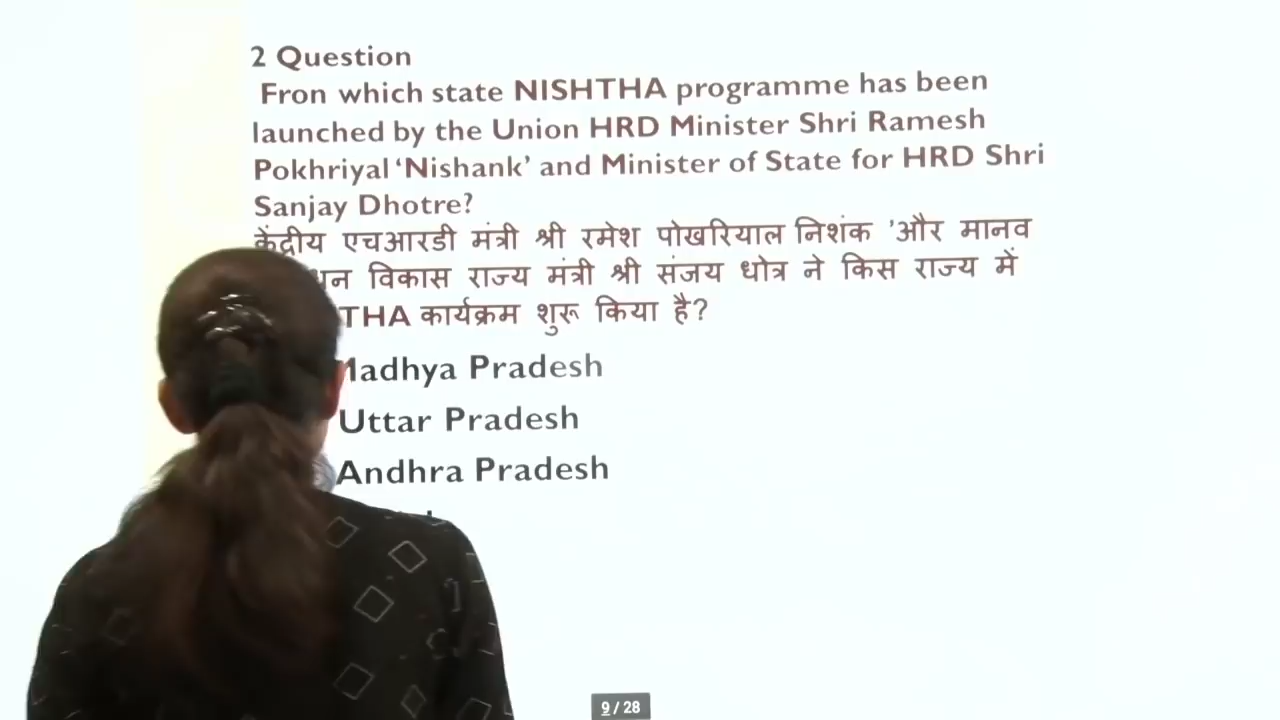 2 Question
Fron which state NISHTHA programme has been
launched by the Union HRD Minister Shri Ramesh
Pokhriyal ‘Nishank’ and Minister of State for HRD Shri
Sanjay Dhotre?
केंद्रीय एचआरडी मंत्री श्री रमेश पोखरियाल निशंक ’और मानव
विकास राज्य मंत्री श्री संजय धोत्र ने किस राज्य में
THA कार्यक्रम शुरू किया है?
Madhya Pradesh
Uttar Pradesh
Andhra Pradesh
9 / 28